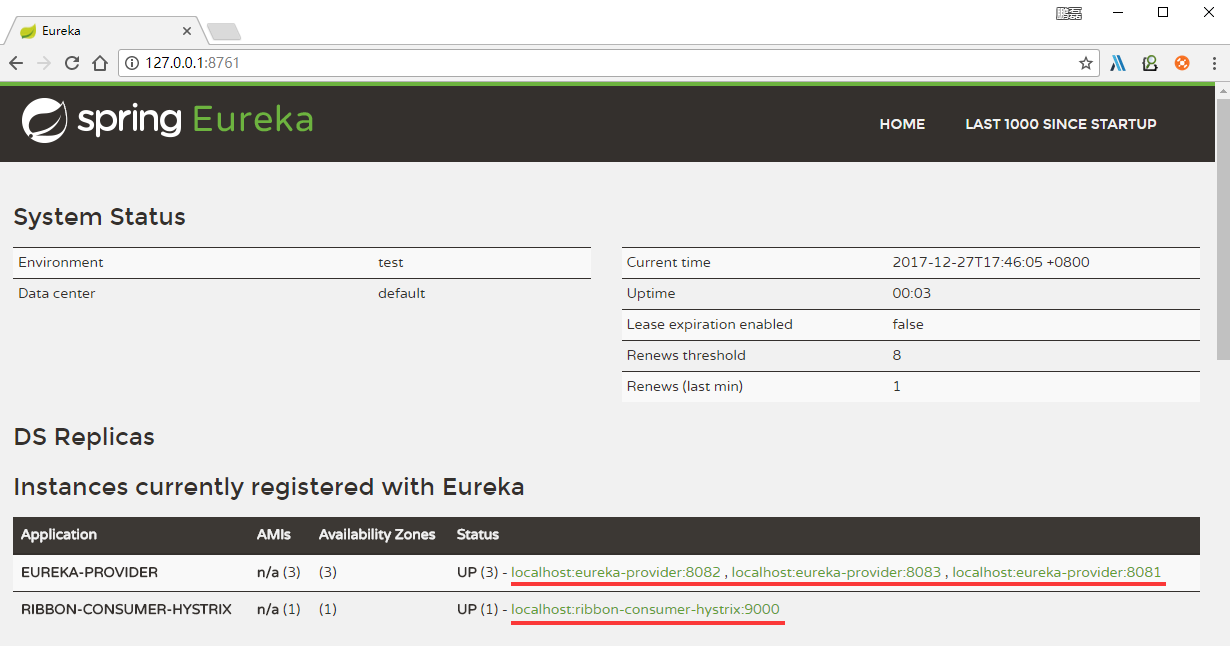 Eureka
127.0.0.1:8761
spring Eureka
HOME LAST 1000 SINCE STARTUP
System Status
Environment test
Data center default
Current time 2017-12-27T17:46:05 +0800
Uptime 00:03
Lease expiration enabled false
Renews threshold 8
Renews (last min) 1
DS Replicas
Instances currently registered with Eureka
Application AMIs Availability Zones Status
EUREKA-PROVIDER n/a (3) (3) UP (3) - localhost:eureka-provider:8082 , localhost:eureka-provider:8083 , localhost:eureka-provider:8081
RIBBON-CONSUMER-HYSTRIX n/a (1) (1) UP (1) - localhost:ribbon-consumer-hystrix:9000